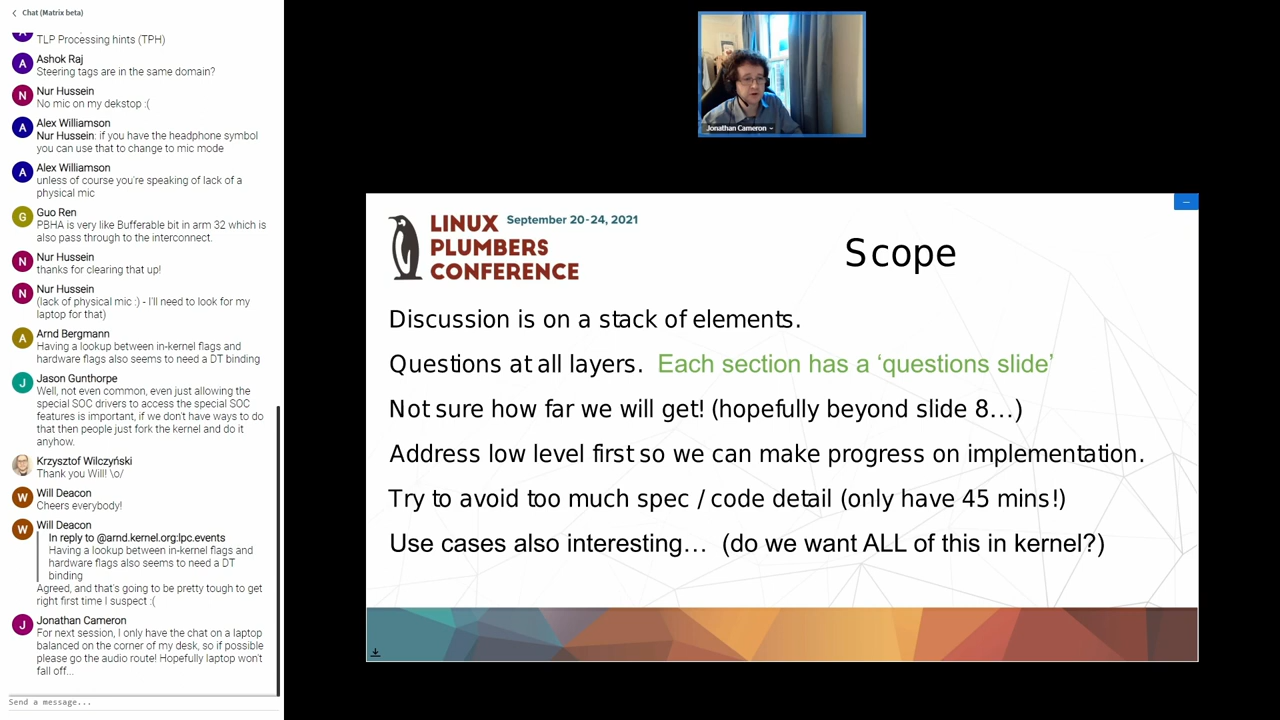 Chat (Matrix beta)
TLP Processing hints (TPH)
Ashok Raj
Steering tags are in the same domain?
Nur Hussein
No mic on my dekstop :(
Alex Williamson
Nur Hussein: if you have the headphone symbol
you can use that to change to mic mode
Alex Williamson
unless of course you're speaking of lack of a
physical mic
Guo Ren
PBHA is very like Bufferable bit in arm 32 which is
also pass through to the interconnect.
Nur Hussein
thanks for clearing that up!
Nur Hussein
(lack of physical mic :) - I'll need to look for my
laptop for that)
Arnd Bergmann
Having a lookup between in-kernel flags and
hardware flags also seems to need a DT binding
Jason Gunthorpe
Well, not even common, even just allowing the
special SOC drivers to access the special SOC
features is important, if we don't have ways to do
that then people just fork the kernel and do it
anyhow.
Krzysztof Wilczyński
Thank you Will! \o/
Will Deacon
Cheers everybody!
Will Deacon
In reply to @arnd.kernel.org:lpc.events
Having a lookup between in-kernel flags and
hardware flags also seems to need a DT
binding
Agreed, and that's going to be pretty tough to get
right first time I suspect :(
Jonathan Cameron
For next session, I only have the chat on a laptop
balanced on the corner of my desk, so if possible
please go the audio route! Hopefully laptop won't
fall off...
Send a message...
A
N
A
A
G
N
N
A
J
W
W
J
Jonathan Cameron
LINUX September 20-24, 2021
PLUMBERS
CONFERENCE
Scope
Discussion is on a stack of elements.
Questions at all layers. Each section has a ‘questions slide’
Not sure how far we will get! (hopefully beyond slide 8...)
Address low level first so we can make progress on implementation.
Try to avoid too much spec / code detail (only have 45 mins!)
Use cases also interesting… (do we want ALL of this in kernel?)